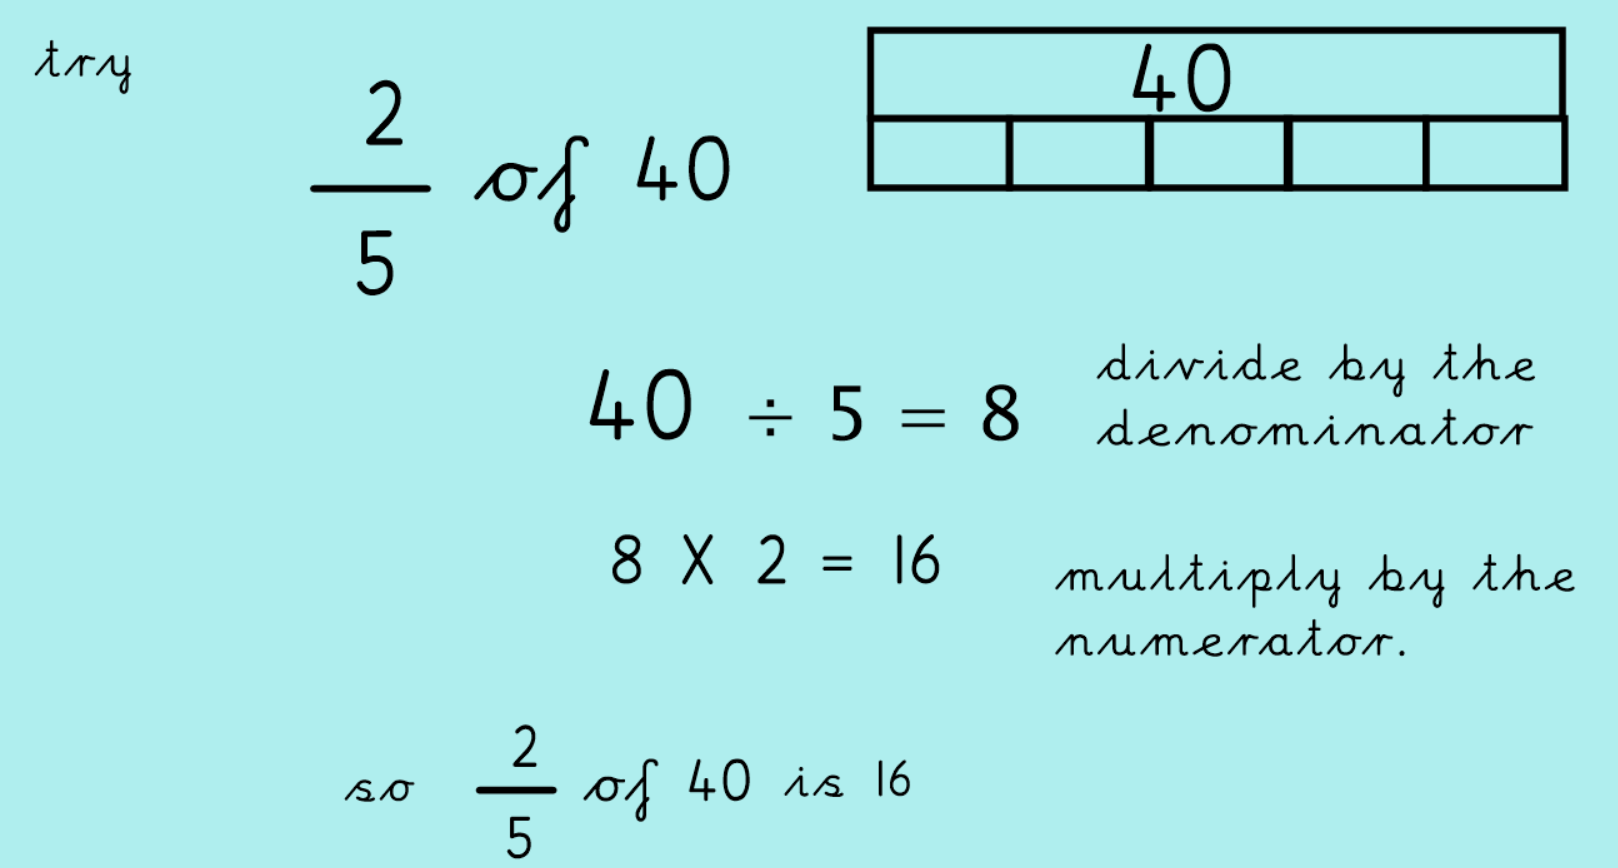 try
2
5
of 40
40
40 ÷ 5 = 8
divide by the
denominator
8 X 2 = 16
multiply by the
numerator.
so 2
5
of 40 is 16